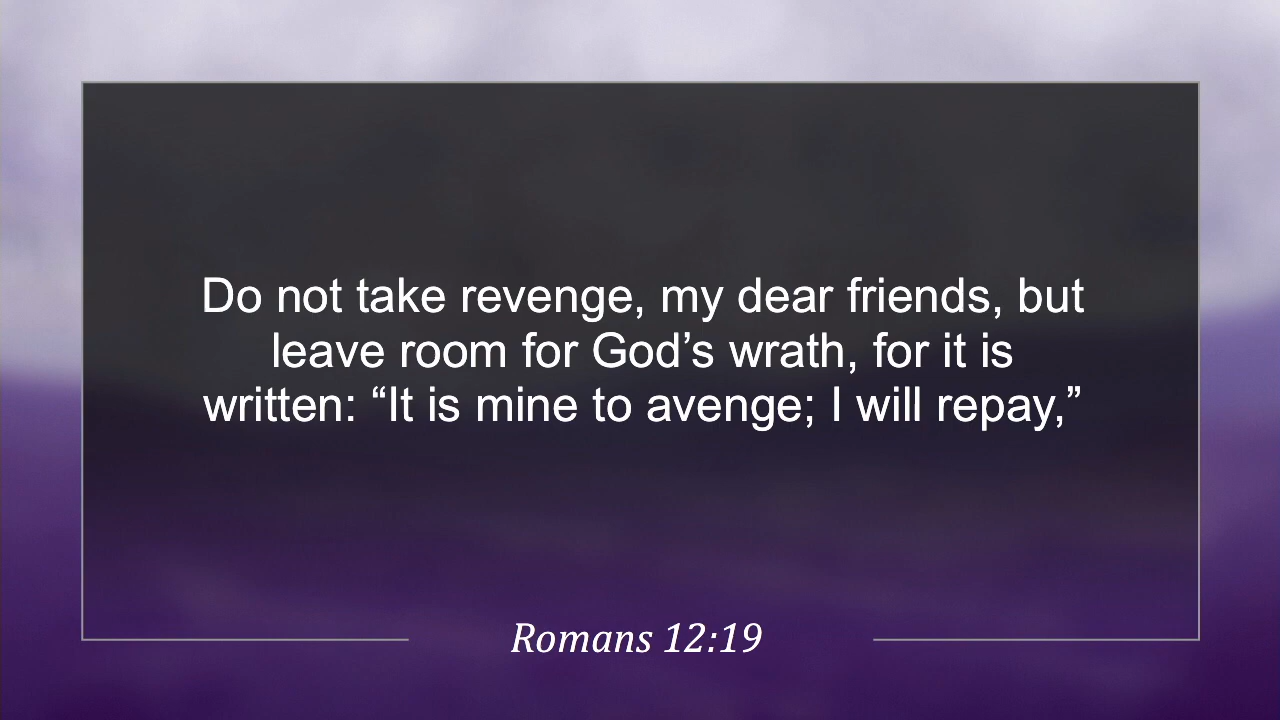 Do not take revenge, my dear friends, but
leave room for God’s wrath, for it is
written: “It is mine to avenge; I will repay,”
Romans 12:19